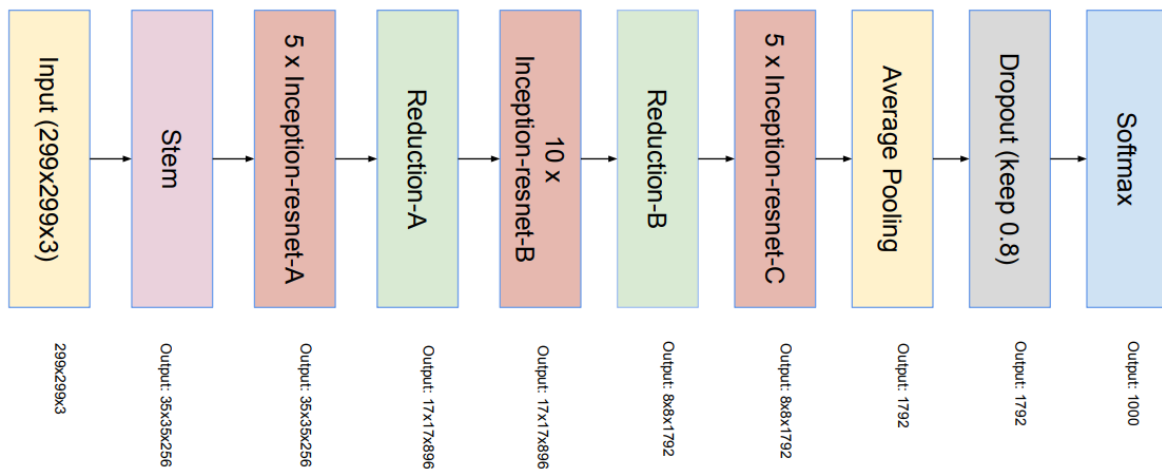 Input (299x299x3)
Stem
5 x Inception-resnet-A
Reduction-A
10 x
Inception-resnet-B
Reduction-B
5 x Inception-resnet-C
Average Pooling
Dropout (keep 0.8)
Softmax
299x299x3
Output: 35x35x256
Output: 35x35x256
Output: 17x17x896
Output: 17x17x896
Output: 8x8x1792
Output: 8x8x1792
Output: 1792
Output: 1792
Output: 1000